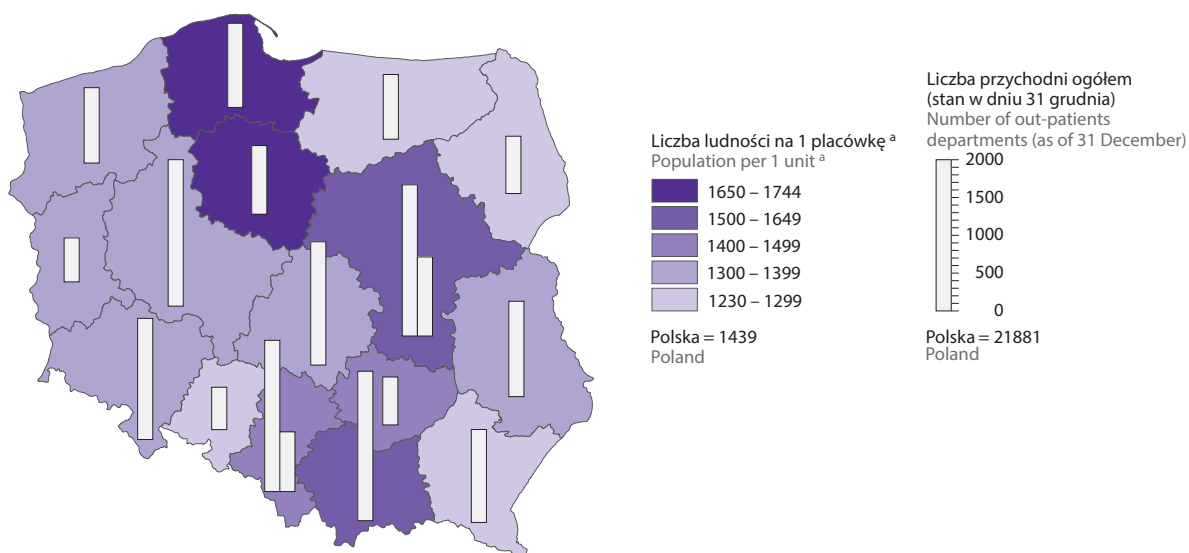 Liczba ludności na 1 placówkę ª
Population per 1 unit ª
1650 – 1744
1500 – 1649
1400 – 1499
1300 – 1399
1230 – 1299
Polska = 1439
Poland
Liczba przychodni ogółem
(stan w dniu 31 grudnia)
Number of out-patients
departments (as of 31 December)
2000
1500
1000
500
0
Polska = 21881
Poland